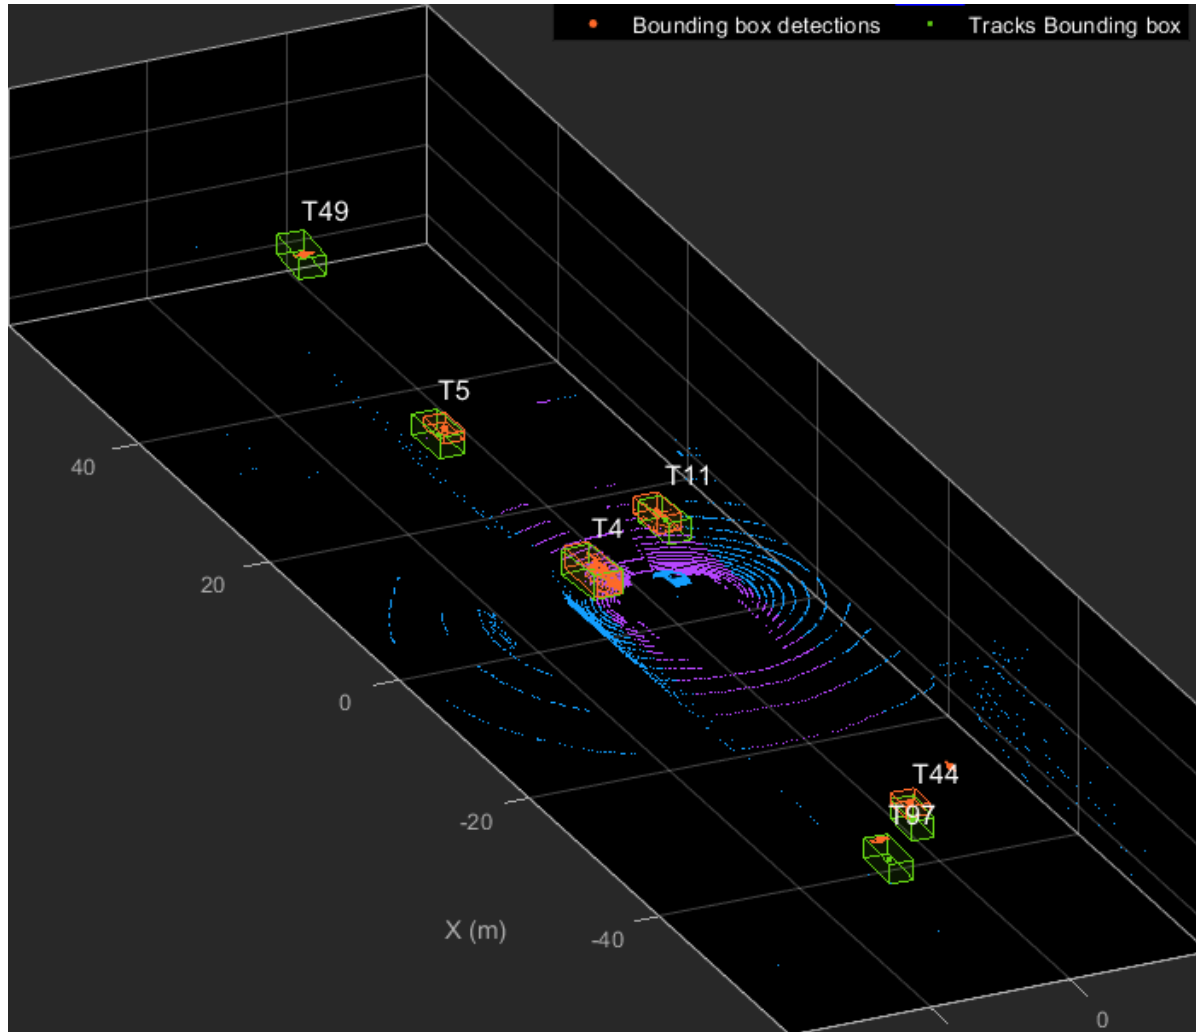 Bounding box detections
Tracks Bounding box
T49
T5
T11
T4
T44
T97
40
20
0
-20
-40
X (m)
0